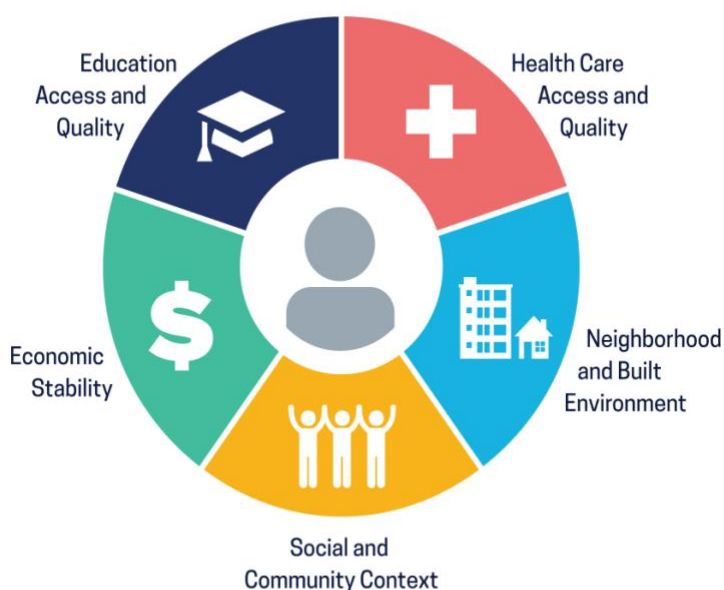 Education
Access and
Quality
Health Care
Access and
Quality
$
Economic
Stability
Neighborhood
and Built
Environment
Social and
Community Context